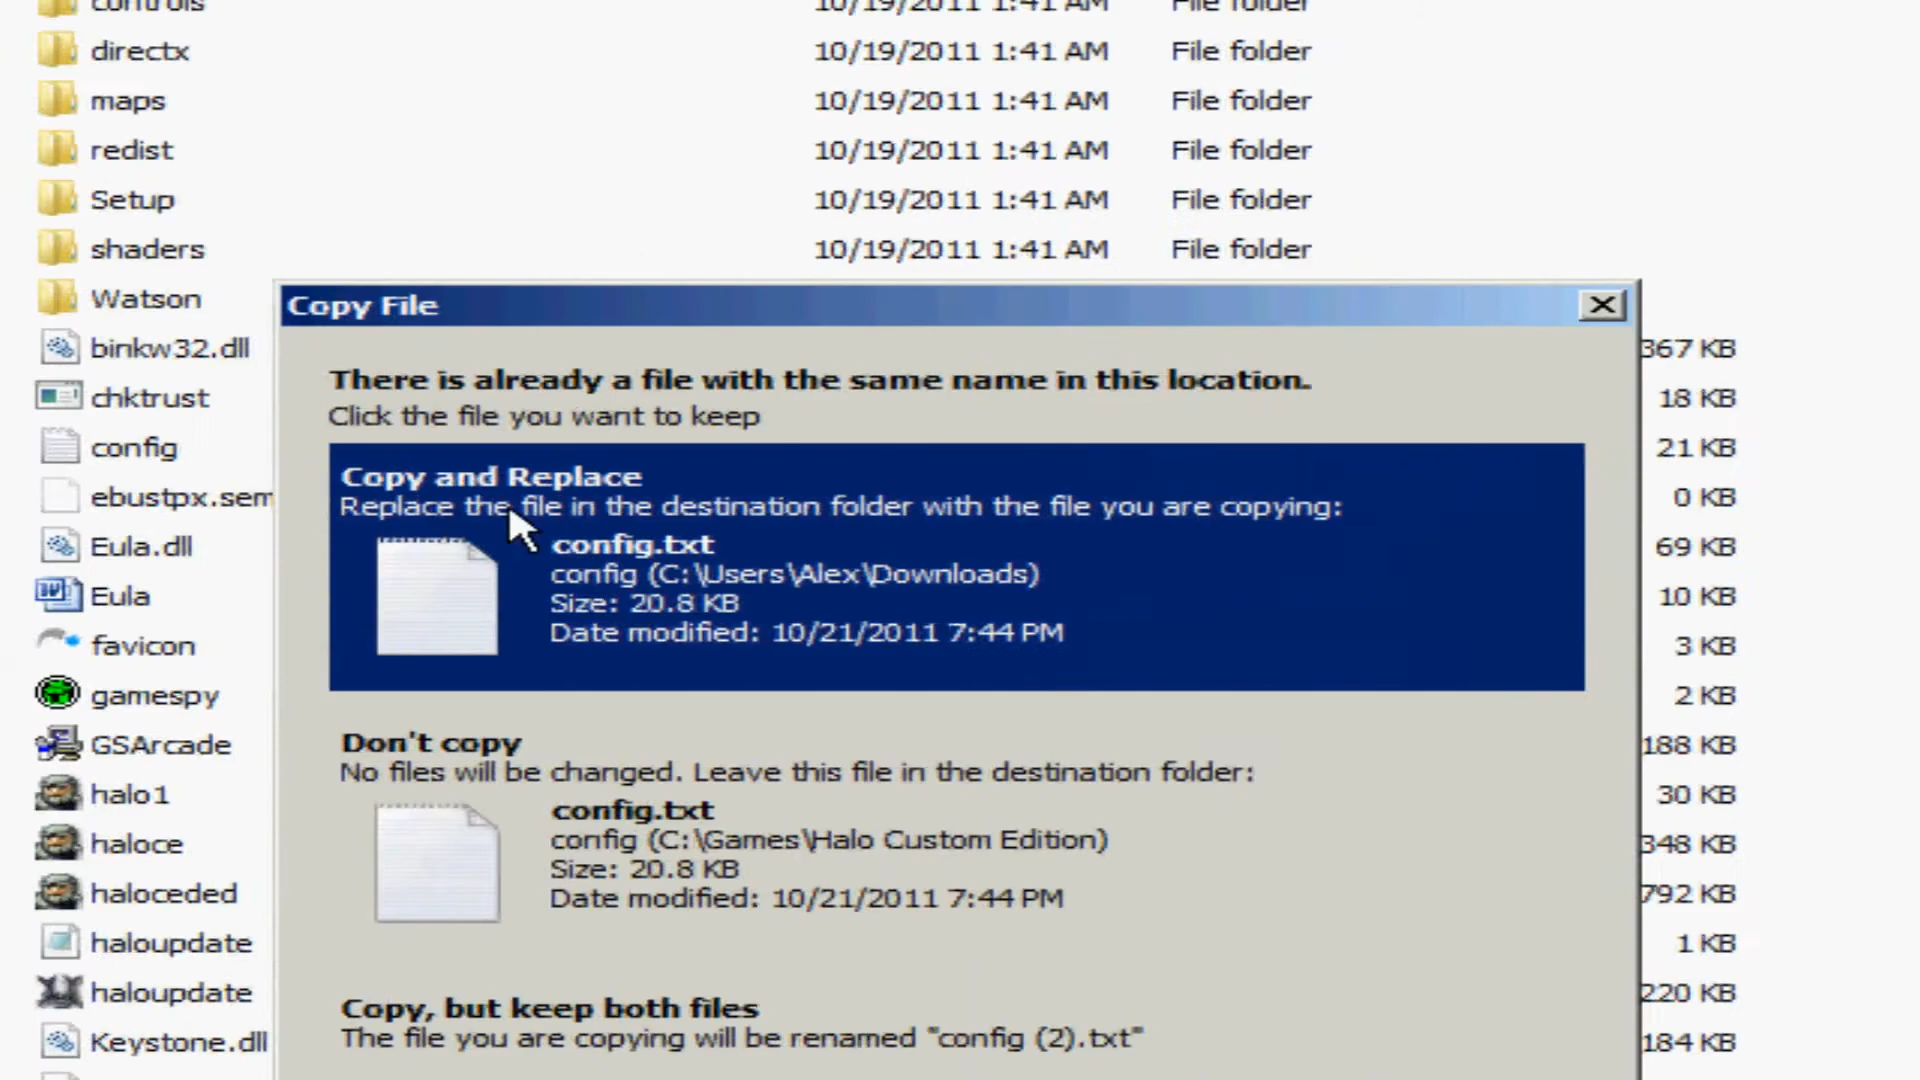 controls 10/19/2011 1:41 AM File folder
directx 10/19/2011 1:41 AM File folder
maps 10/19/2011 1:41 AM File folder
redist 10/19/2011 1:41 AM File folder
Setup 10/19/2011 1:41 AM File folder
shaders 10/19/2011 1:41 AM File folder
Watson
binkw32.dll 367 KB
chktrust 18 KB
config 21 KB
ebustpx.sem 0 KB
Eula.dll 69 KB
Eula 10 KB
favicon 3 KB
gamespy 2 KB
GSArcade 188 KB
halo1 30 KB
haloce 348 KB
haloceded 792 KB
haloupdate 1 KB
haloupdate 220 KB
Keystone.dll 184 KB
Copy File
There is already a file with the same name in this location.
Click the file you want to keep
Copy and Replace
Replace the file in the destination folder with the file you are copying:
config.txt
config (C:\Users\Alex\Downloads)
Size: 20.8 KB
Date modified: 10/21/2011 7:44 PM
Don't copy
No files will be changed. Leave this file in the destination folder:
config.txt
config (C:\Games\Halo Custom Edition)
Size: 20.8 KB
Date modified: 10/21/2011 7:44 PM
Copy, but keep both files
The file you are copying will be renamed "config (2).txt"